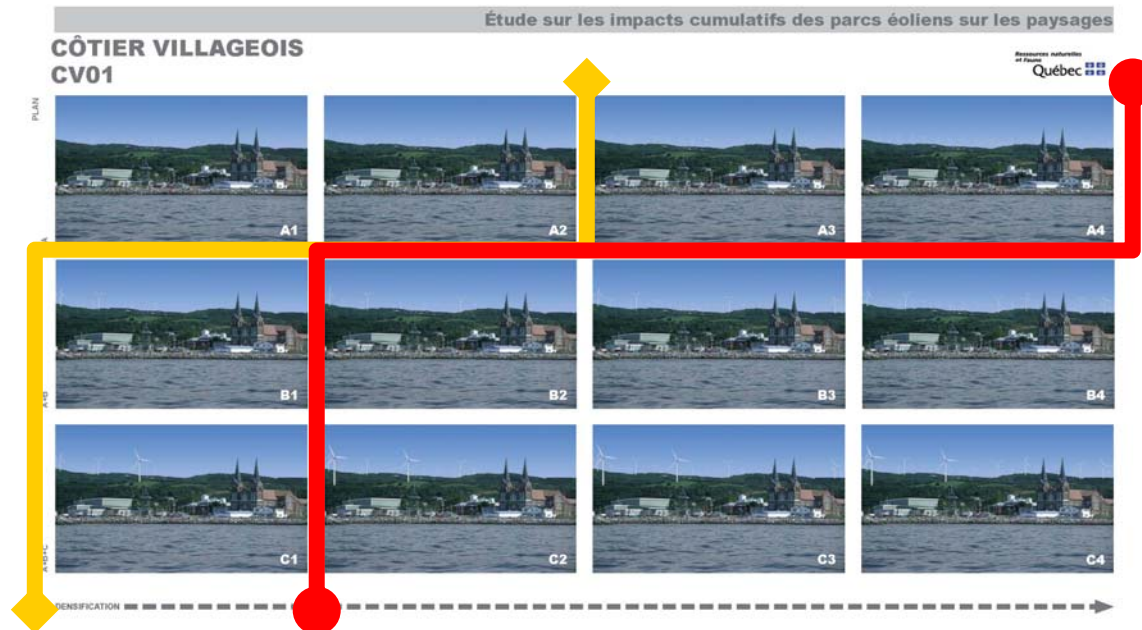 Étude sur les impacts cumulatifs des parcs éoliens sur les paysages
CÔTIER VILLAGEOIS
CV01
Ressources naturelles
et Faune
Québec
PLAN
A1
A2
A3
A4
A
B1
B2
B3
B4
A+B
C1
C2
C3
C4
A+B+C
DENSIFICATION